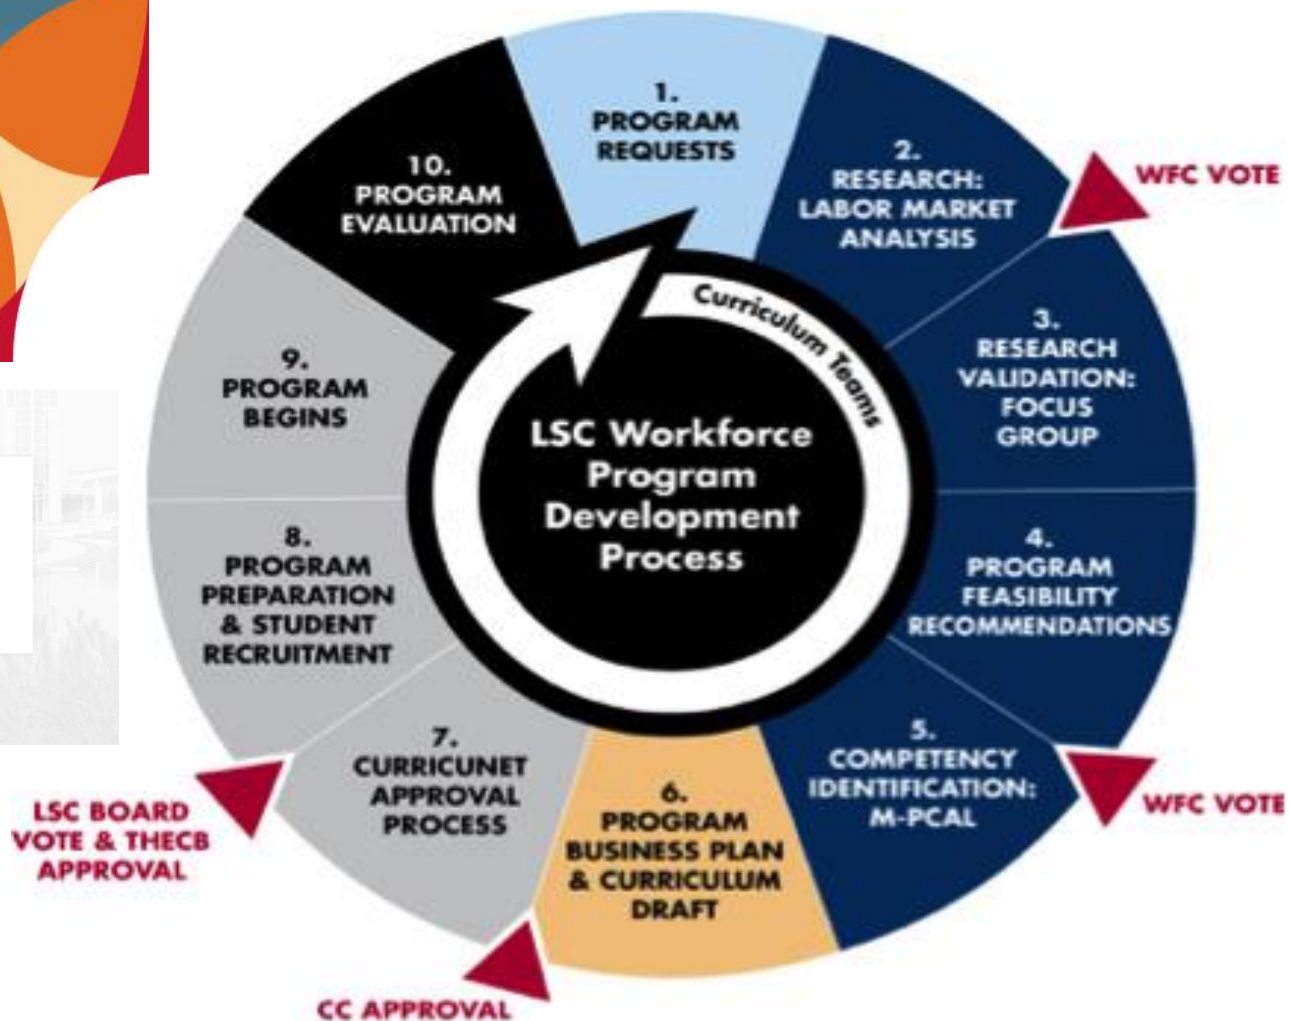 1.
PROGRAM
REQUESTS
2.
RESEARCH:
LABOR MARKET
ANALYSIS
WFC VOTE
3.
RESEARCH
VALIDATION:
FOCUS
GROUP
4.
PROGRAM
FEASIBILITY
RECOMMENDATIONS
WFC VOTE
5.
COMPETENCY
IDENTIFICATION:
M-PCAL
6.
PROGRAM
BUSINESS PLAN
& CURRICULUM
DRAFT
CC APPROVAL
7.
CURRICUNET
APPROVAL
PROCESS
LSC BOARD
VOTE & THECB
APPROVAL
8.
PROGRAM
PREPARATION
& STUDENT
RECRUITMENT
9.
PROGRAM
BEGINS
10.
PROGRAM
EVALUATION
Curriculum Teams
LSC Workforce
Program
Development
Process